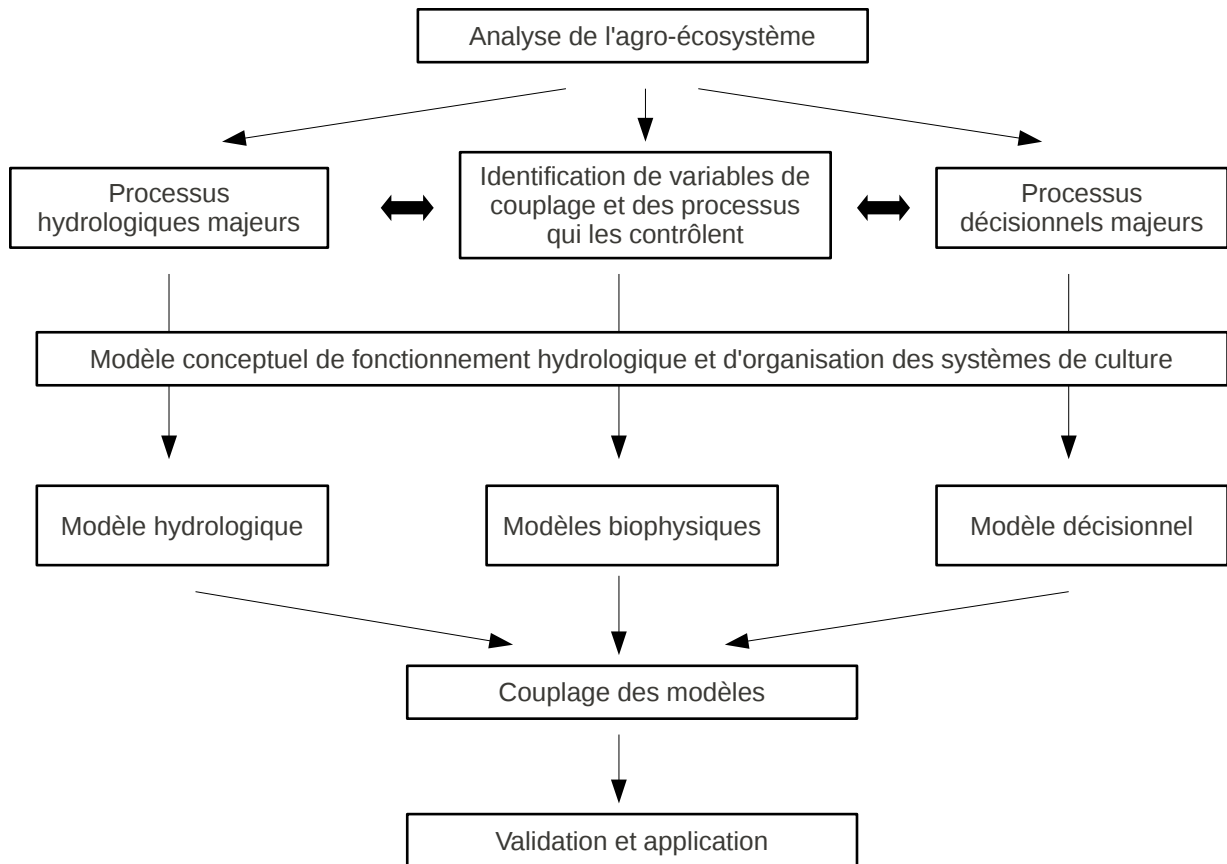 Analyse de l'agro-écosystème
Processus
hydrologiques majeurs
Identification de variables de
couplage et des processus
qui les contrôlent
Processus
décisionnels majeurs
Modèle conceptuel de fonctionnement hydrologique et d'organisation des systèmes de culture
Modèle hydrologique
Modèles biophysiques
Modèle décisionnel
Couplage des modèles
Validation et application